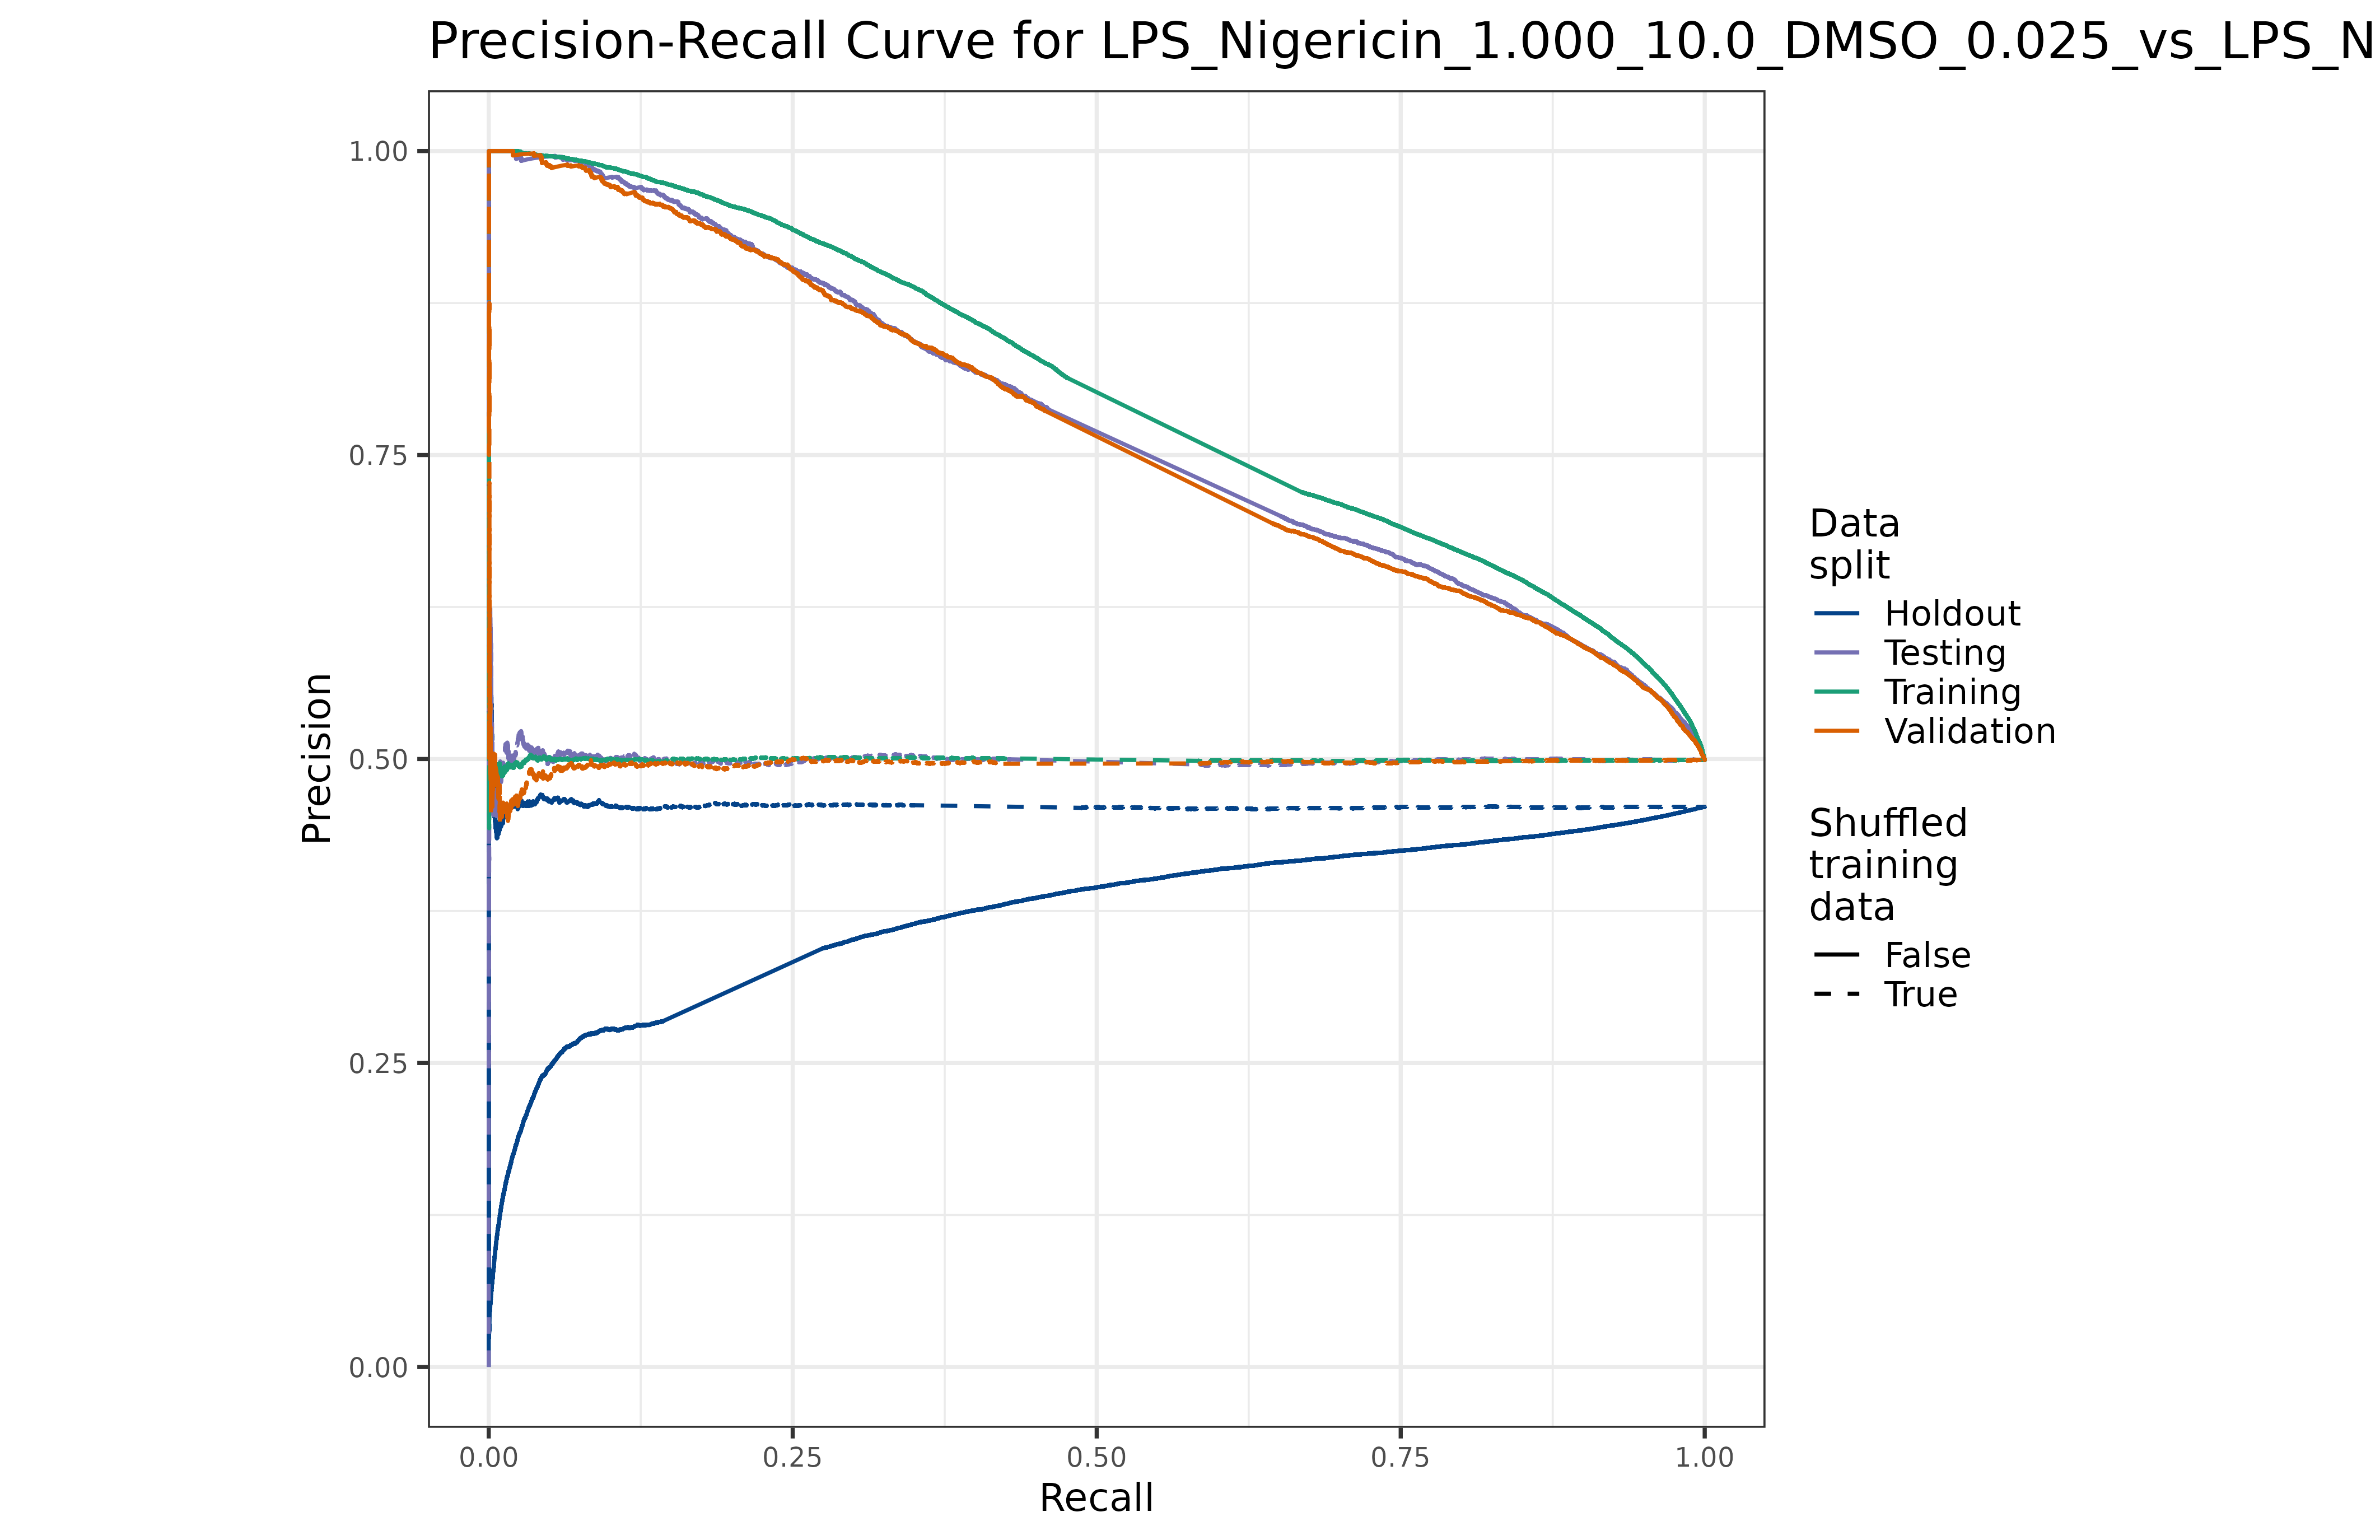 Precision-Recall Curve for LPS_Nigericin_1.000_10.0_DMSO_0.025_vs_LPS_N
1.00
0.75
0.50
0.25
0.00
Precision
0.00 0.25 0.50 0.75 1.00
Recall
Data
split
Holdout
Testing
Training
Validation
Shuffled
training
data
False
True